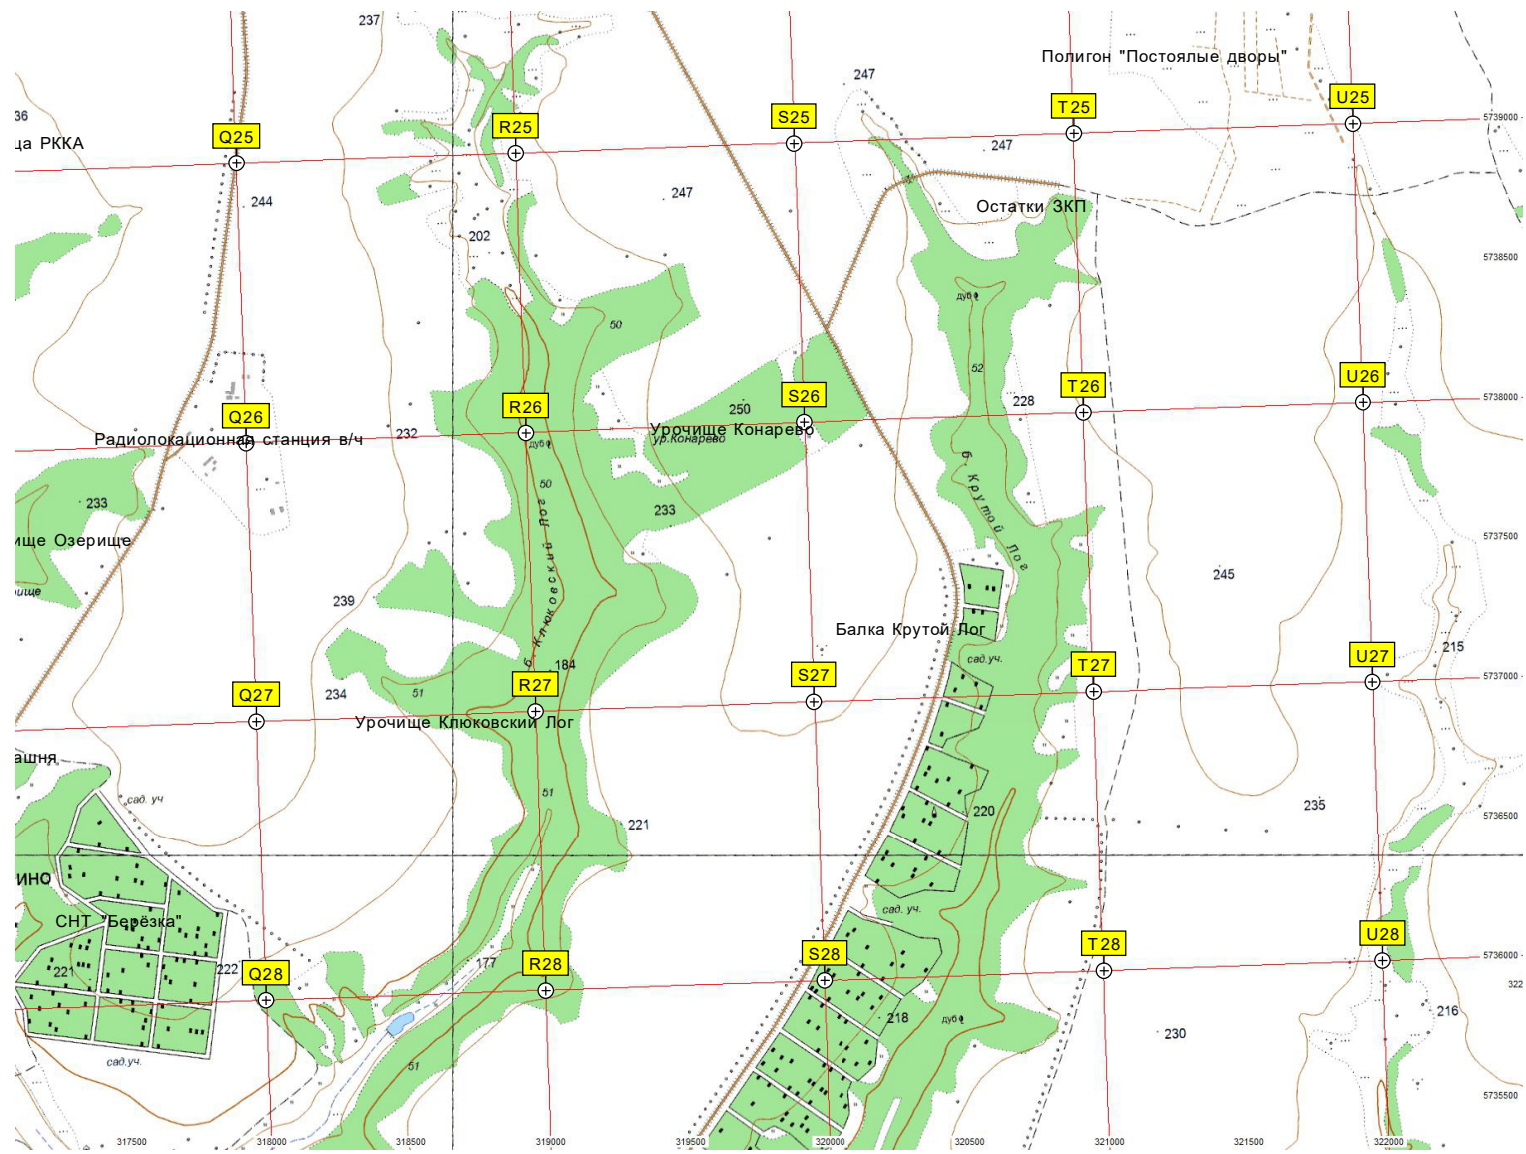 237
247
Полигон "Постоялые дворы"
U25
T25
S25
R25
Q25
5739000
36
ца РККА
247
244
247
202
Остатки ЗКП
5738500
дуб
50
52
U26
T26
S26
R26
Q26
228
250
5738000
232
Урочище Конарево
ур.Конарево
Радиолокационная станция в/ч
дуб
б. Крутой Лог
50
233
233
б. Клюковский Лог
ище Озерище
5737500
245
ище
239
Балка Крутой Лог
215
U27
T27
S27
R27
Q27
сад.уч.
184
234
51
5737000
Урочище Клюковский Лог
ашня
сад. уч
51
235
220
221
5736500
ИНО
СНТ "Берёзка"
сад. уч.
U28
T28
S28
R28
Q28
221
222
177
5736000
322
218
дуб
216
230
сад.уч.
51
5735500
317500
318000
318500
319000
319500
320000
320500
321000
321500
322000